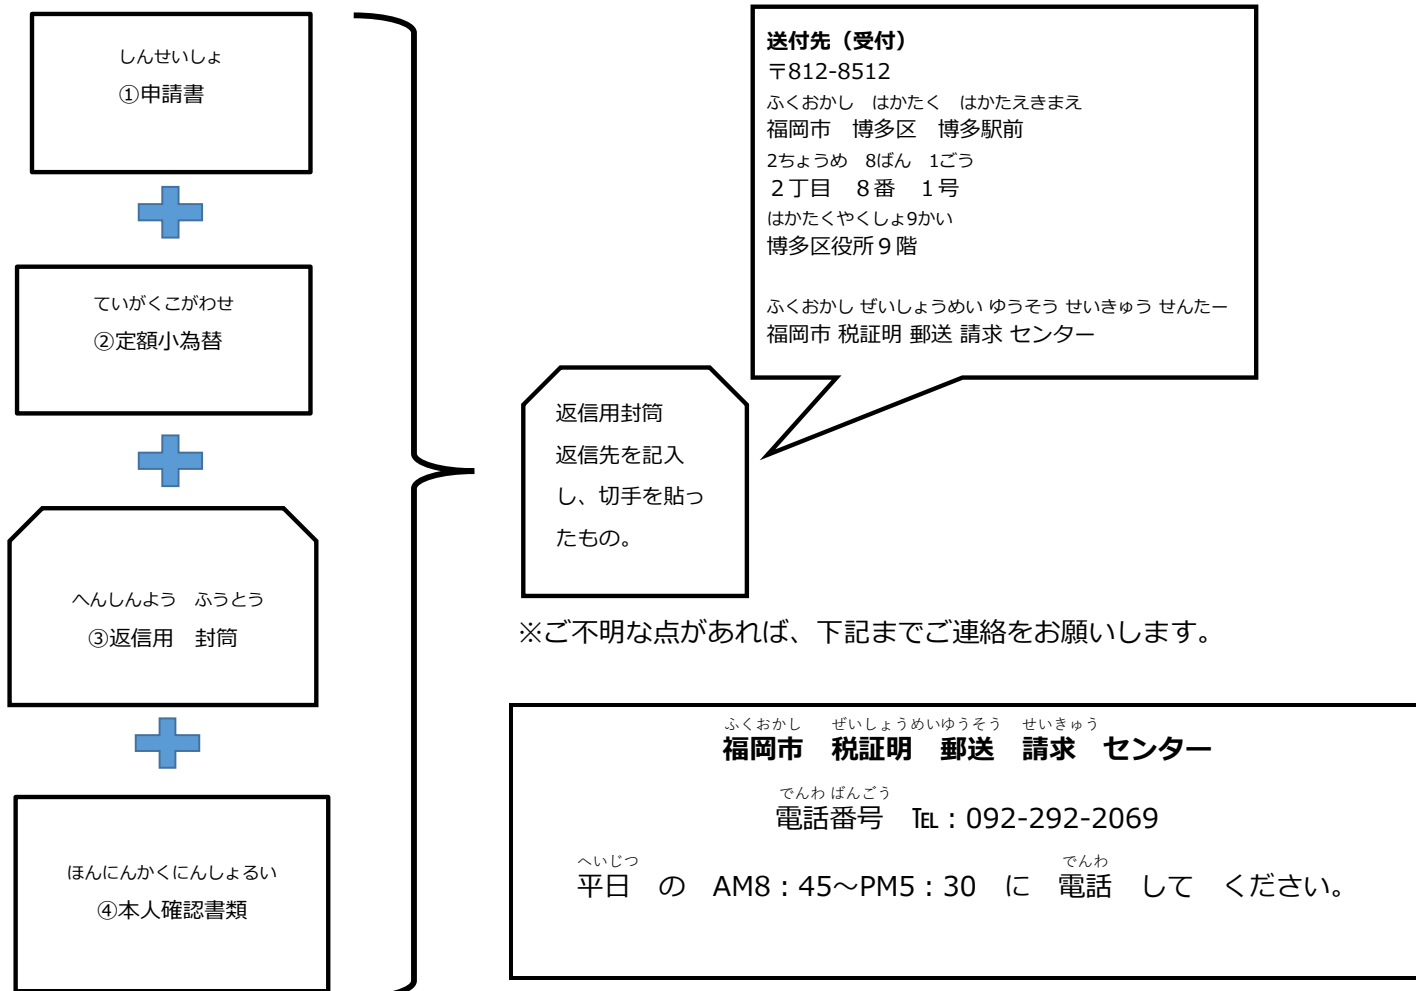 しんせいしょ
①申請書
ていがくこがわせ
②定額小為替
へんしんよう　ふうとう
③返信用　封筒
ほんにんかくにんしょるい
④本人確認書類
送付先（受付）
〒812-8512
ふくおかし　はかたく　はかたえきまえ
福岡市　博多区　博多駅前
2ちょうめ　8ばん　1ごう
２丁目　８番　１号
はかたくやくしょ9かい
博多区役所９階
ふくおかし ぜいしょうめい ゆうそう せいきゅう せんたー
福岡市 税証明 郵送 請求 センター
返信用封筒
返信先を記入
し、切手を貼っ
たもの。
※ご不明な点があれば、下記までご連絡をお願いします。
ふくおかし　ぜいしょうめいゆうそう　せいきゅう
福岡市　税証明　郵送　請求　センター
でんわ ばんごう
電話番号　℡：092-292-2069
へいじつ　でんわ
平日　の　AM8：45～PM5：30　に　電話　して　ください。